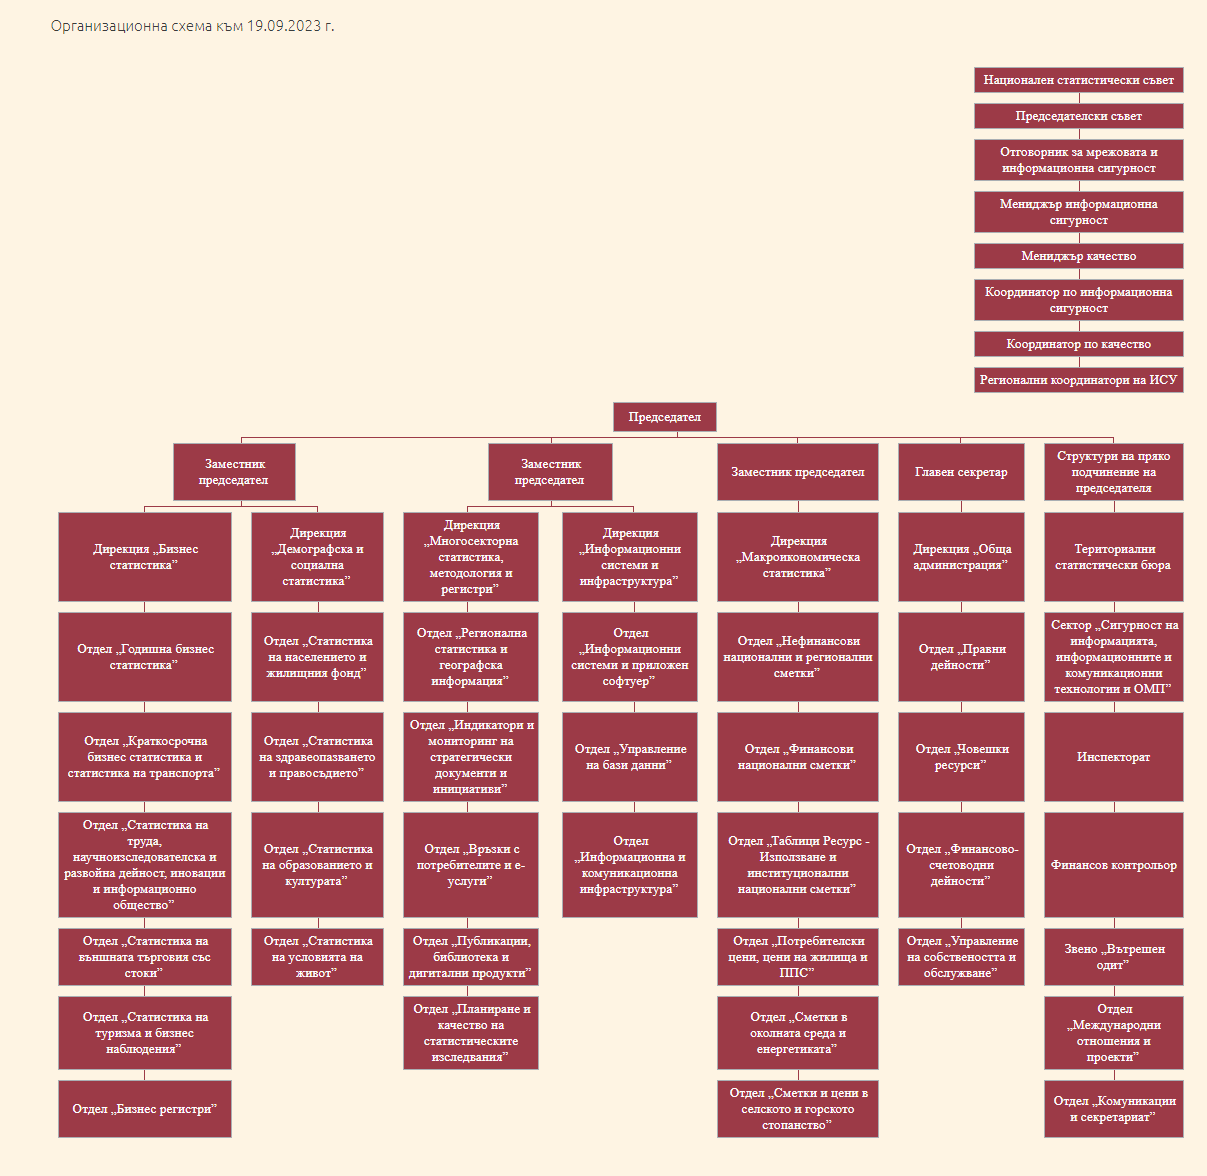 Организационна схема към 19.09.2023 г.
Национален статистически съвет
Председателски съвет
Отговорник за мрежовата и
информационна сигурност
Мениджър информационна
сигурност
Мениджър качество
Координатор по информационна
сигурност
Координатор по качество
Регионални координатори на ИСУ
Председател
Заместник
председател
Заместник
председател
Заместник председател
Главен секретар
Структури на пряко
подчинение на
председателя
Дирекция „Бизнес
статистика”
Дирекция
„Демографска и
социална
статистика”
Дирекция
„Многосекторна
статистика,
методология и
регистри”
Дирекция
„Информационни
системи и
инфраструктура”
Дирекция
„Макроикономическа
статистика”
Дирекция „Обща
администрация”
Териториални
статистически бюра
Отдел „Годишна бизнес
статистика”
Отдел „Статистика
на населението и
жилищния фонд”
Отдел „Регионална
статистика и
географска
информация”
Отдел
„Информационни
системи и приложен
софтуер”
Отдел „Нефинансови
национални и регионални
сметки”
Отдел „Правни
дейности”
Сектор „Сигурност на
информацията,
информационните и
комуникационни
технологии и ОМП”
Отдел „Краткосрочна
бизнес статистика и
статистика на транспорта”
Отдел „Статистика
на здравеопазването
и правосъдието”
Отдел „Индикатори и
мониторинг на
стратегически
документи и
инициативи”
Отдел „Управление
на бази данни”
Отдел „Финансови
национални сметки”
Отдел „Човешки
ресурси”
Инспекторат
Отдел „Статистика на
труда,
научноизследователска и
развойна дейност, иновации
и информационно
общество”
Отдел „Статистика
на образованието и
културата”
Отдел „Връзки с
потребителите и е-
услуги”
Отдел
„Информационна и
комуникационна
инфраструктура”
Отдел „Таблици Ресурс -
Използване и
институционални
национални сметки”
Отдел „Финансово-
счетоводни
дейности”
Финансов контрольор
Отдел „Статистика на
външната търговия със
стоки”
Отдел „Статистика
на условията на
живот”
Отдел „Публикации,
библиотека и
дигитални продукти”
Отдел „Потребителски
цени, цени на жилища и
ППС”
Отдел „Управление
на собствеността и
обслужване”
Звено „Вътрешен
одит”
Отдел „Статистика на
туризма и бизнес
наблюдения”
Отдел „Планиране и
качество на
статистическите
изследвания”
Отдел „Сметки в
околната среда и
енергетиката”
Отдел
„Международни
отношения и
проекти”
Отдел „Бизнес регистри”
Отдел „Сметки и цени в
селското и горското
стопанство”
Отдел „Комуникации
и секретариат”